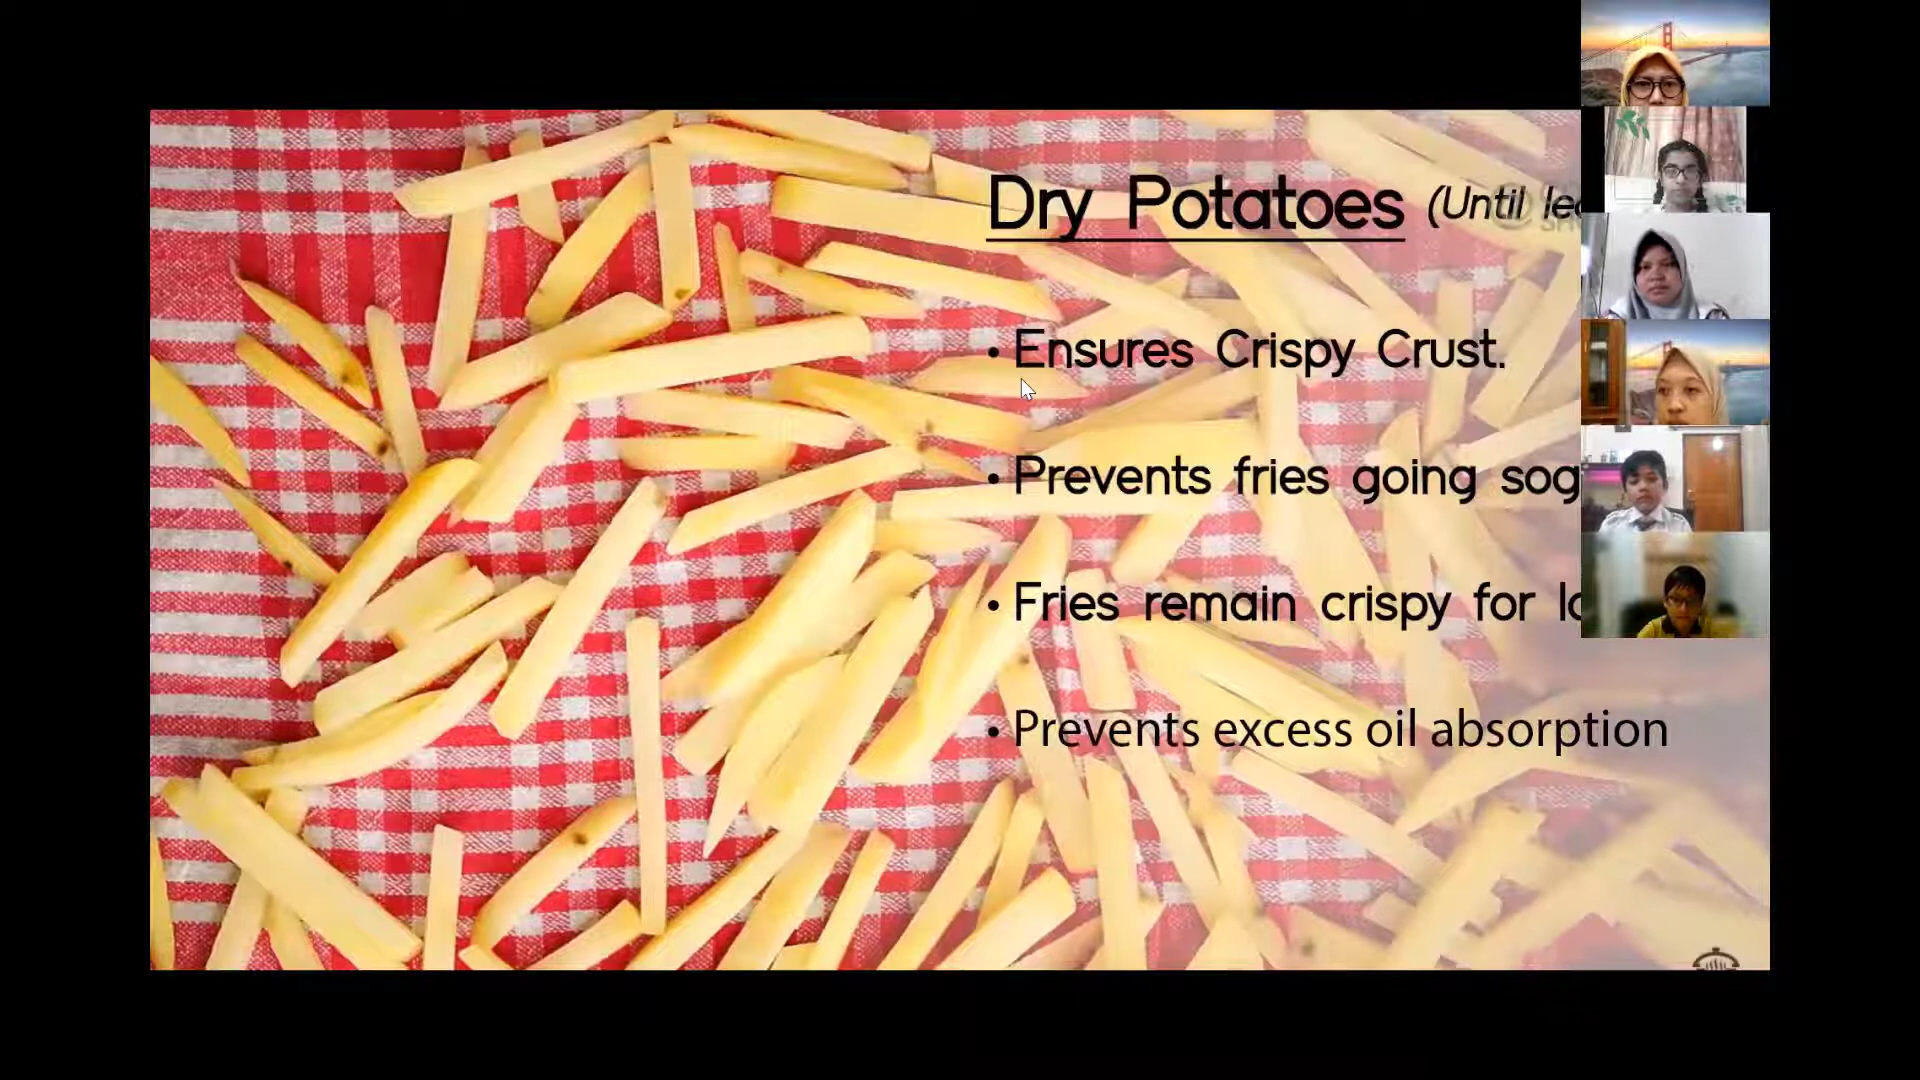 Dry Potatoes (Until
• Ensures Crispy Crust.
• Prevents fries going
• Fries remain crispy for
• Prevents excess oil absorption